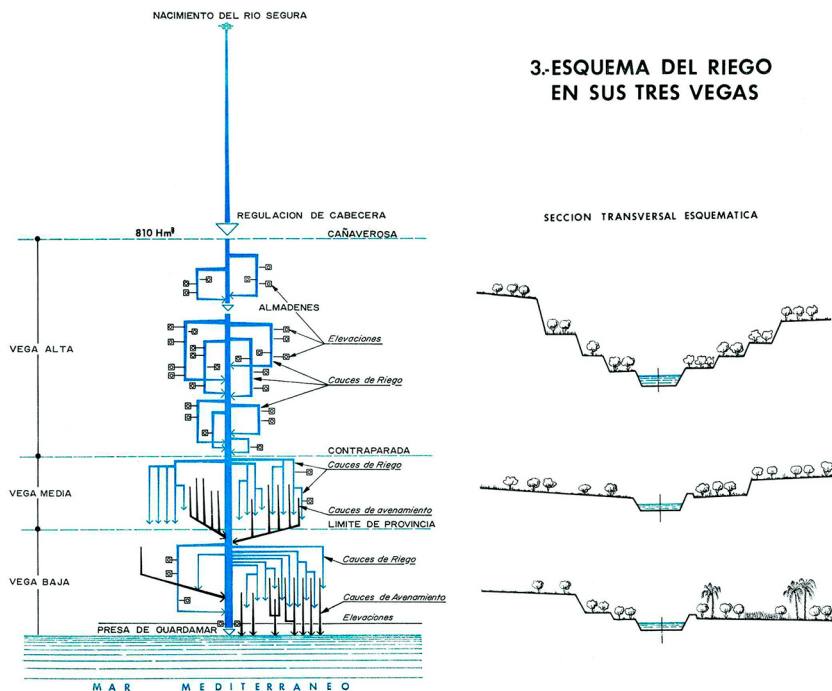 NACIMIENTO DEL RIO SEGURA
3.-ESQUEMA DEL RIEGO
EN SUS TRES VEGAS
REGULACION DE CABECERA
SECCION TRANSVERSAL ESQUEMATICA
810 Hm³
CAÑAVEROSA
ALMADENES
Elevaciones
VEGA ALTA
Cauces de Riego
CONTRAPARADA
Cauces de Riego
VEGA MEDIA
Cauces de avenamiento
LIMITE DE PROVINCIA
Cauces de Riego
VEGA BAJA
Cauces de Avenamiento
Elevaciones
PRESA DE GUARDAMAR
MAR MEDITERRANEO